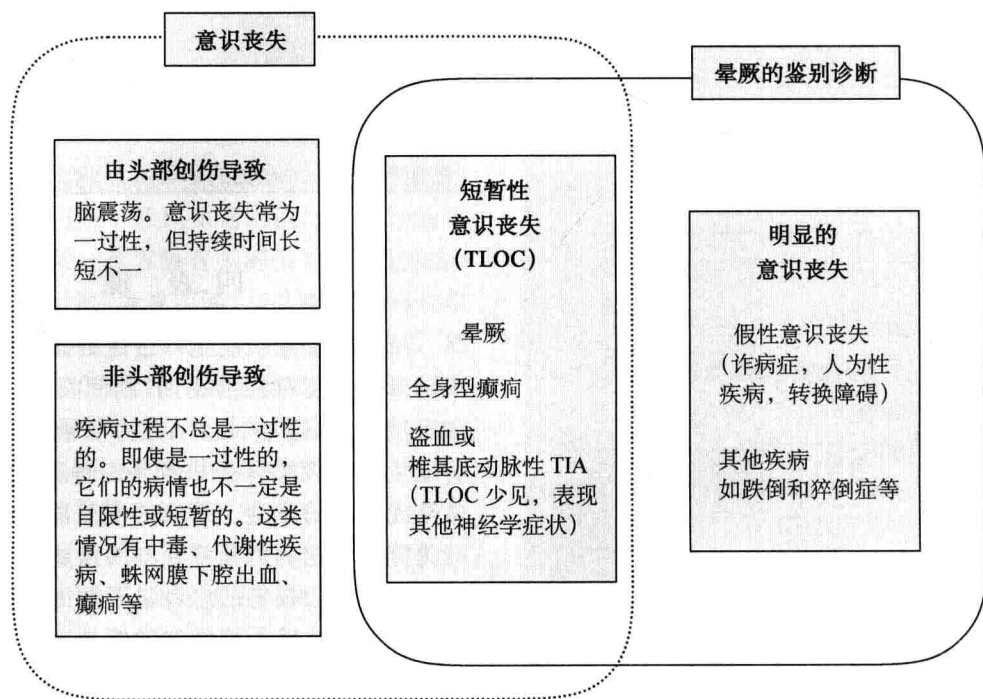 意识丧失
晕厥的鉴别诊断
由头部创伤导致
脑震荡。意识丧失常为
一过性，但持续时间长
短不一
非头部创伤导致
疾病过程不总是一过性
的。即使是一过性的，
它们的病情也不一定是
自限性或短暂的。这类
情况有中毒、代谢性疾
病、蛛网膜下腔出血、
癫痫等
短暂性
意识丧失
（TLOC）
晕厥
全身型癫痫
盗血或
椎基底动脉性 TIA
（TLOC 少见，表现
其他神经学症状）
明显的
意识丧失
假性意识丧失
（诈病症，人为性
疾病，转换障碍）
其他疾病
如跌倒和猝倒症等